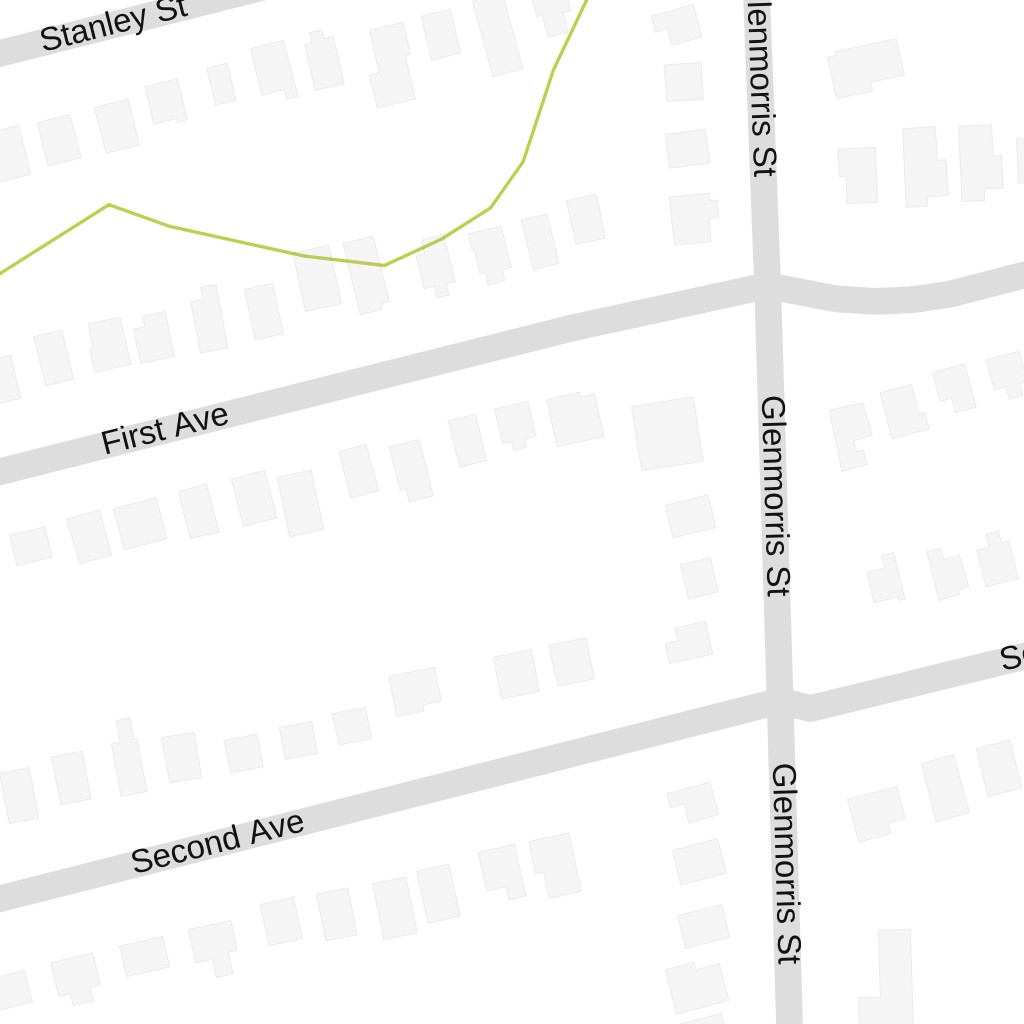 Stanley St
lenmorris St
First Ave
Glenmorris St
Second Ave
Glenmorris St